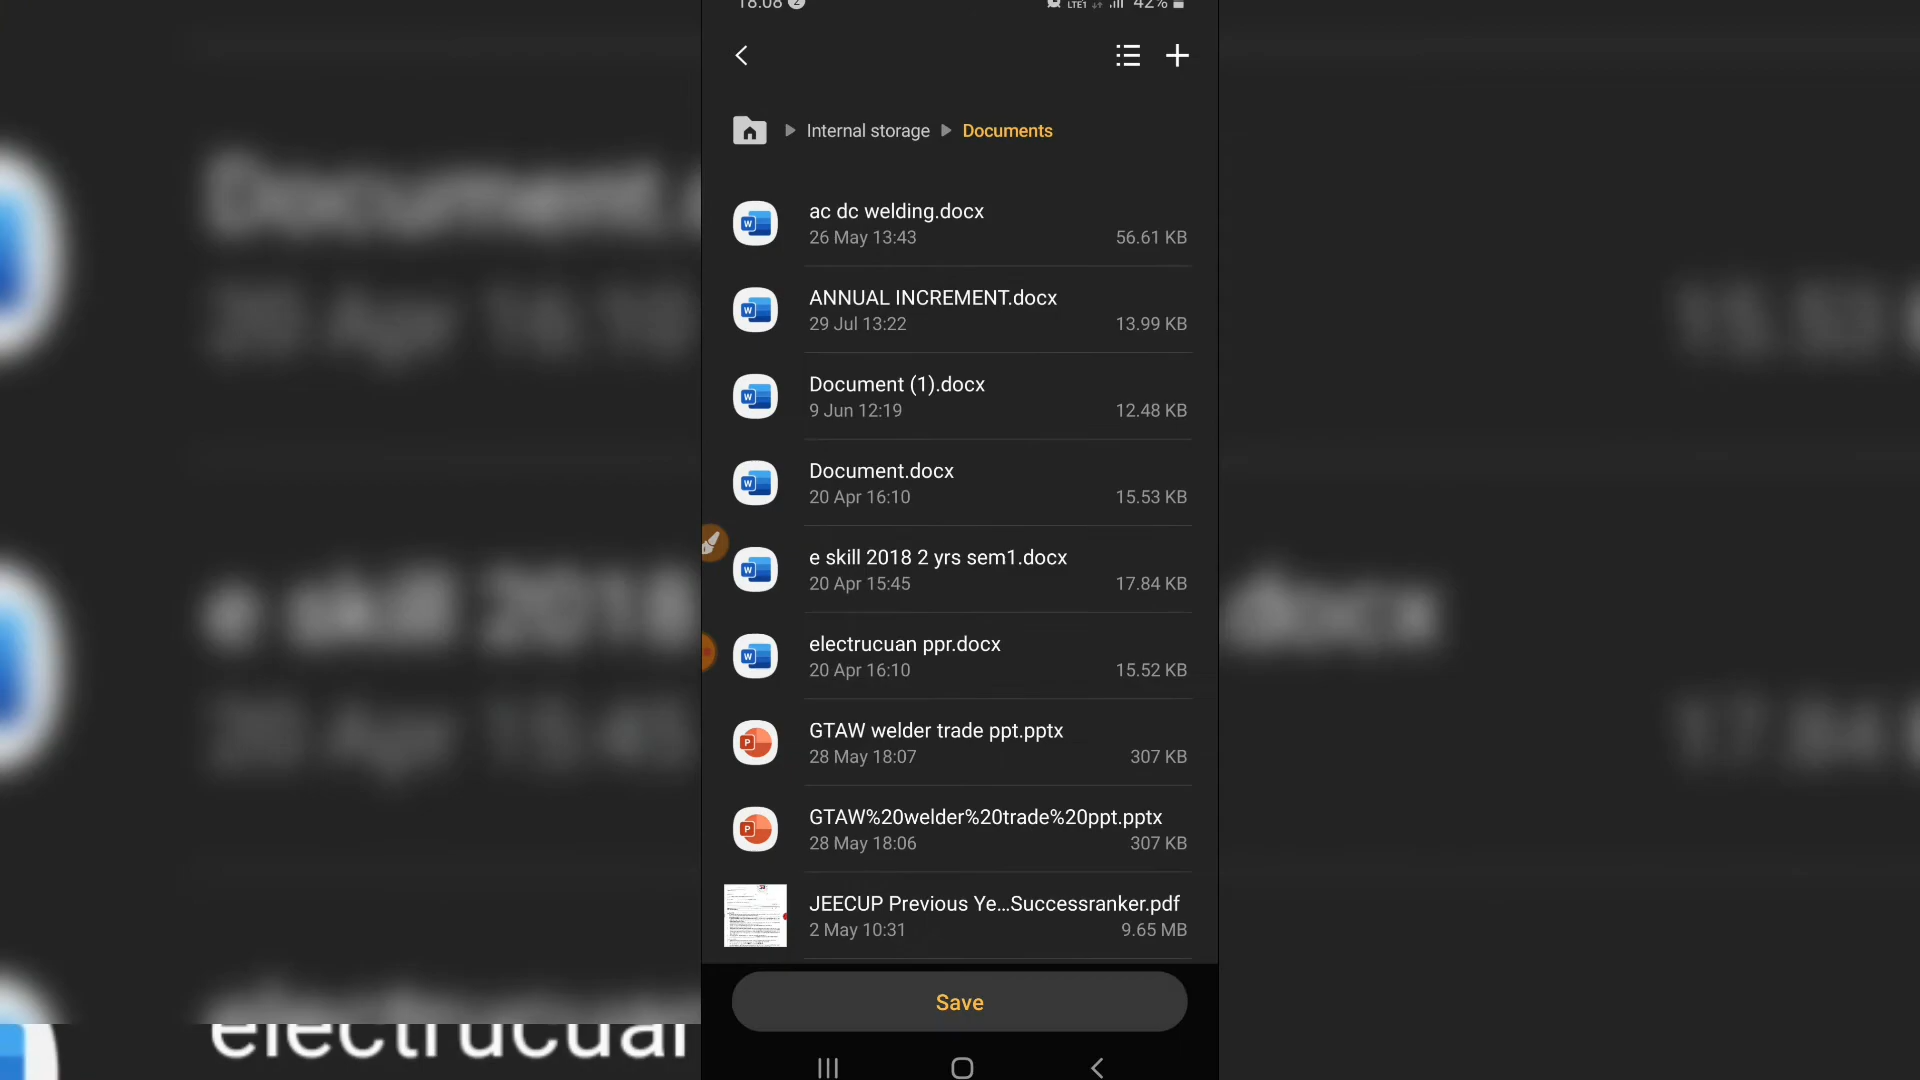 18:08 2 LTE1 42%
Internal storage Documents
ac dc welding.docx
26 May 13:43 56.61 KB
ANNUAL INCREMENT.docx
29 Jul 13:22 13.99 KB
Document (1).docx
9 Jun 12:19 12.48 KB
Document.docx
20 Apr 16:10 15.53 KB
e skill 2018 2 yrs sem1.docx
20 Apr 15:45 17.84 KB
electrucuan ppr.docx
20 Apr 16:10 15.52 KB
GTAW welder trade ppt.pptx
28 May 18:07 307 KB
GTAW%20welder%20trade%20ppt.pptx
28 May 18:06 307 KB
JEECUP Previous Ye...Successranker.pdf
2 May 10:31 9.65 MB
Save